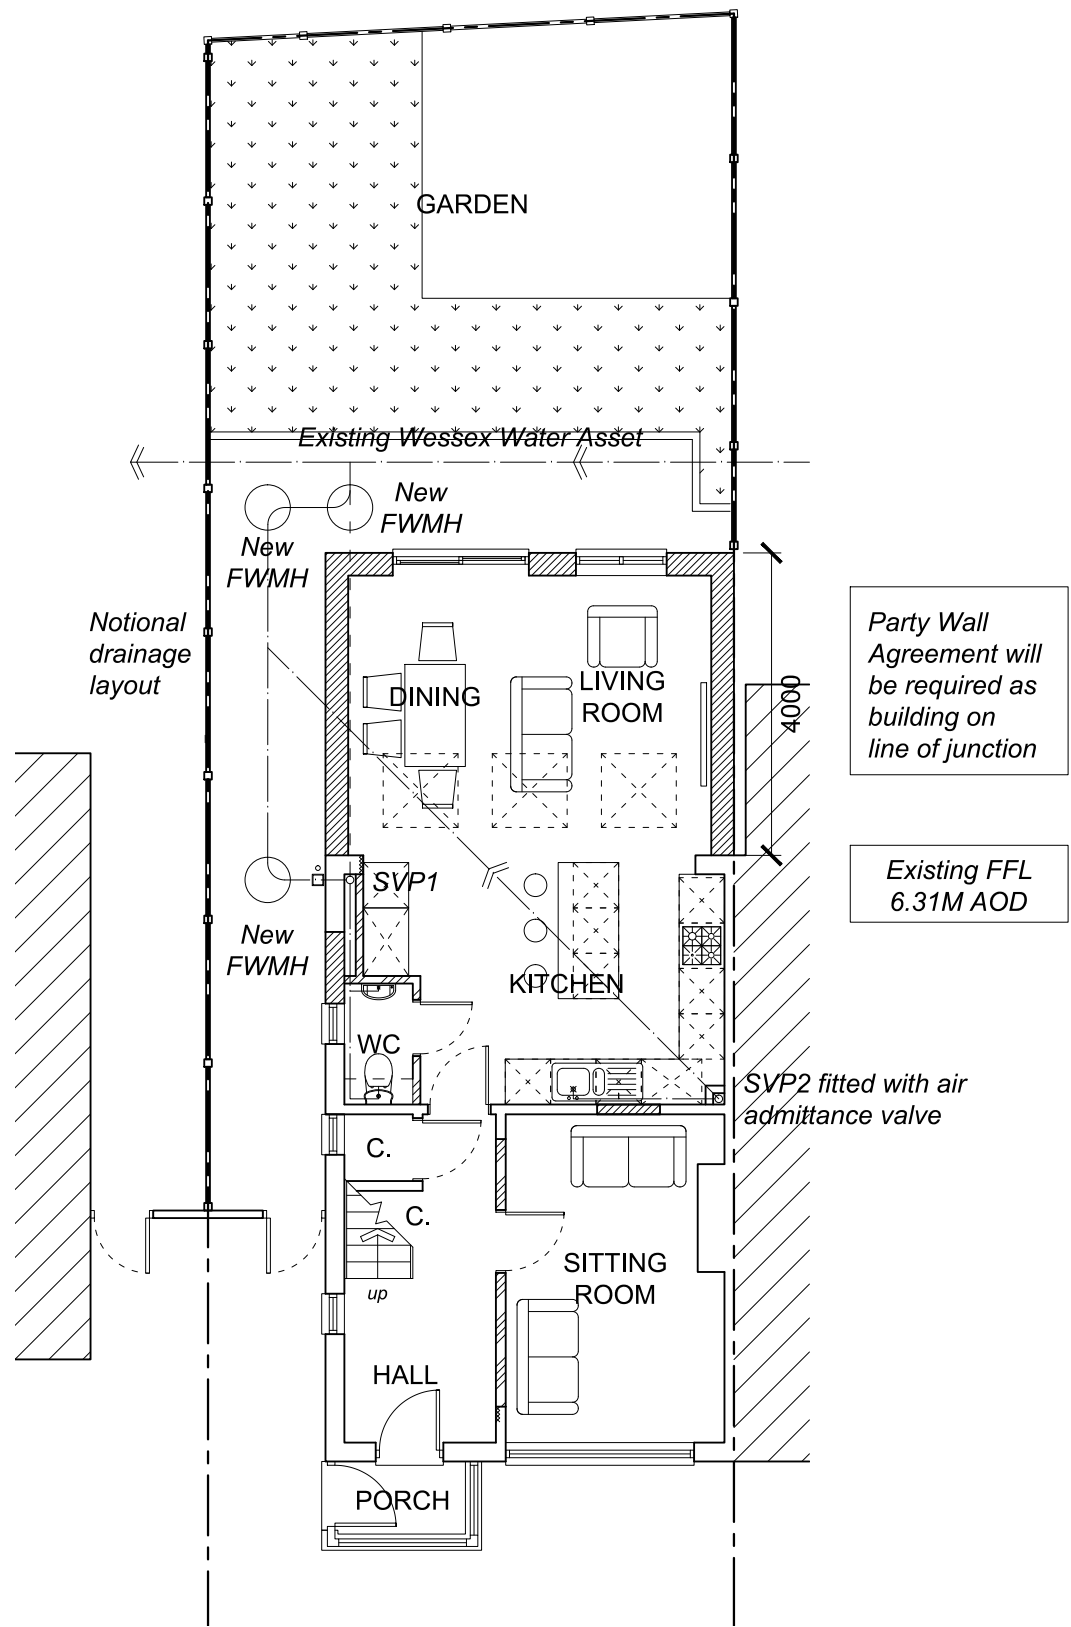 GARDEN
Existing Wessex Water Asset
New
FWMH
New
FWMH
Notional
drainage
layout
DINING
LIVING
ROOM
4000
Party Wall
Agreement will
be required as
building on
line of junction
SVP1
Existing FFL
6.31M AOD
New
FWMH
KITCHEN
WC
SVP2 fitted with air
admittance valve
C.
C.
SITTING
ROOM
up
HALL
PORCH